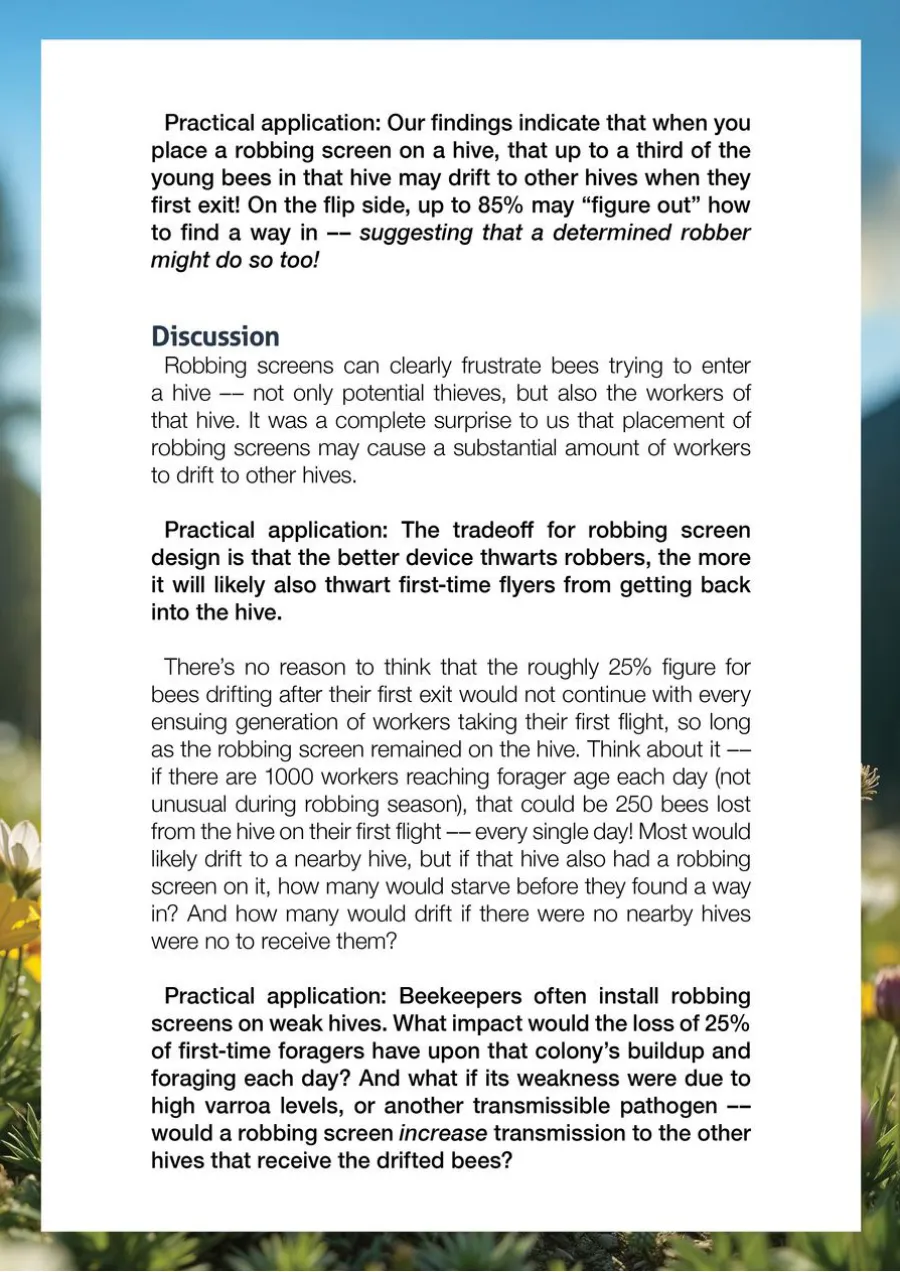 Practical application: Our findings indicate that when you
place a robbing screen on a hive, that up to a third of the
young bees in that hive may drift to other hives when they
first exit! On the flip side, up to 85% may “figure out” how
to find a way in –– suggesting that a determined robber
might do so too!
Discussion
Robbing screens can clearly frustrate bees trying to enter
a hive –– not only potential thieves, but also the workers of
that hive. It was a complete surprise to us that placement of
robbing screens may cause a substantial amount of workers
to drift to other hives.
Practical application: The tradeoff for robbing screen
design is that the better device thwarts robbers, the more
it will likely also thwart first-time flyers from getting back
into the hive.
There’s no reason to think that the roughly 25% figure for
bees drifting after their first exit would not continue with every
ensuing generation of workers taking their first flight, so long
as the robbing screen remained on the hive. Think about it ––
if there are 1000 workers reaching forager age each day (not
unusual during robbing season), that could be 250 bees lost
from the hive on their first flight –– every single day! Most would
likely drift to a nearby hive, but if that hive also had a robbing
screen on it, how many would starve before they found a way
in? And how many would drift if there were no nearby hives
were no to receive them?
Practical application: Beekeepers often install robbing
screens on weak hives. What impact would the loss of 25%
of first-time foragers have upon that colony’s buildup and
foraging each day? And what if its weakness were due to
high varroa levels, or another transmissible pathogen ––
would a robbing screen increase transmission to the other
hives that receive the drifted bees?